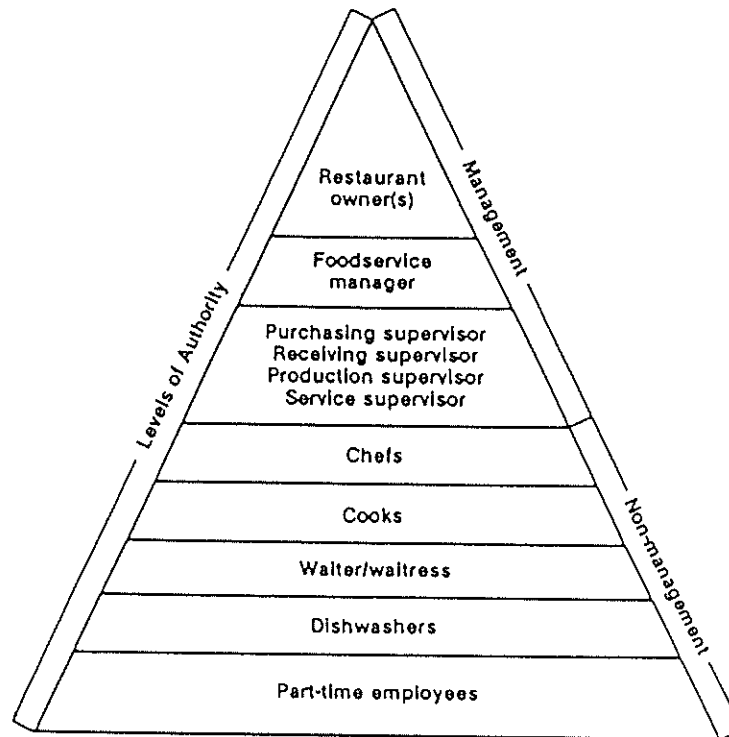 Restaurant
owner(s)
Foodservice
manager
Purchasing supervisor
Receiving supervisor
Production supervisor
Service supervisor
Chefs
Cooks
Waiter/waitress
Dishwashers
Part-time employees
Levels of Authority
Management
Non-management